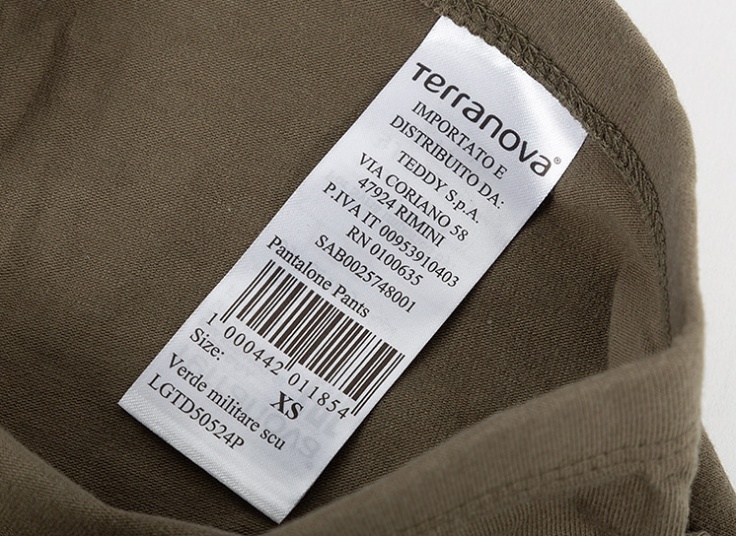 Terranova®
IMPORTATO E
DISTRIBUITO DA:
TEDDY S.p.A.
VIA CORIANO 58
47924 RIMINI
P.IVA IT 00953910403
RN 0100635
SAB0025748001
Pantalone Pants
1 000442 011854
Size: XS
Verde militare scu
LGTD50524P